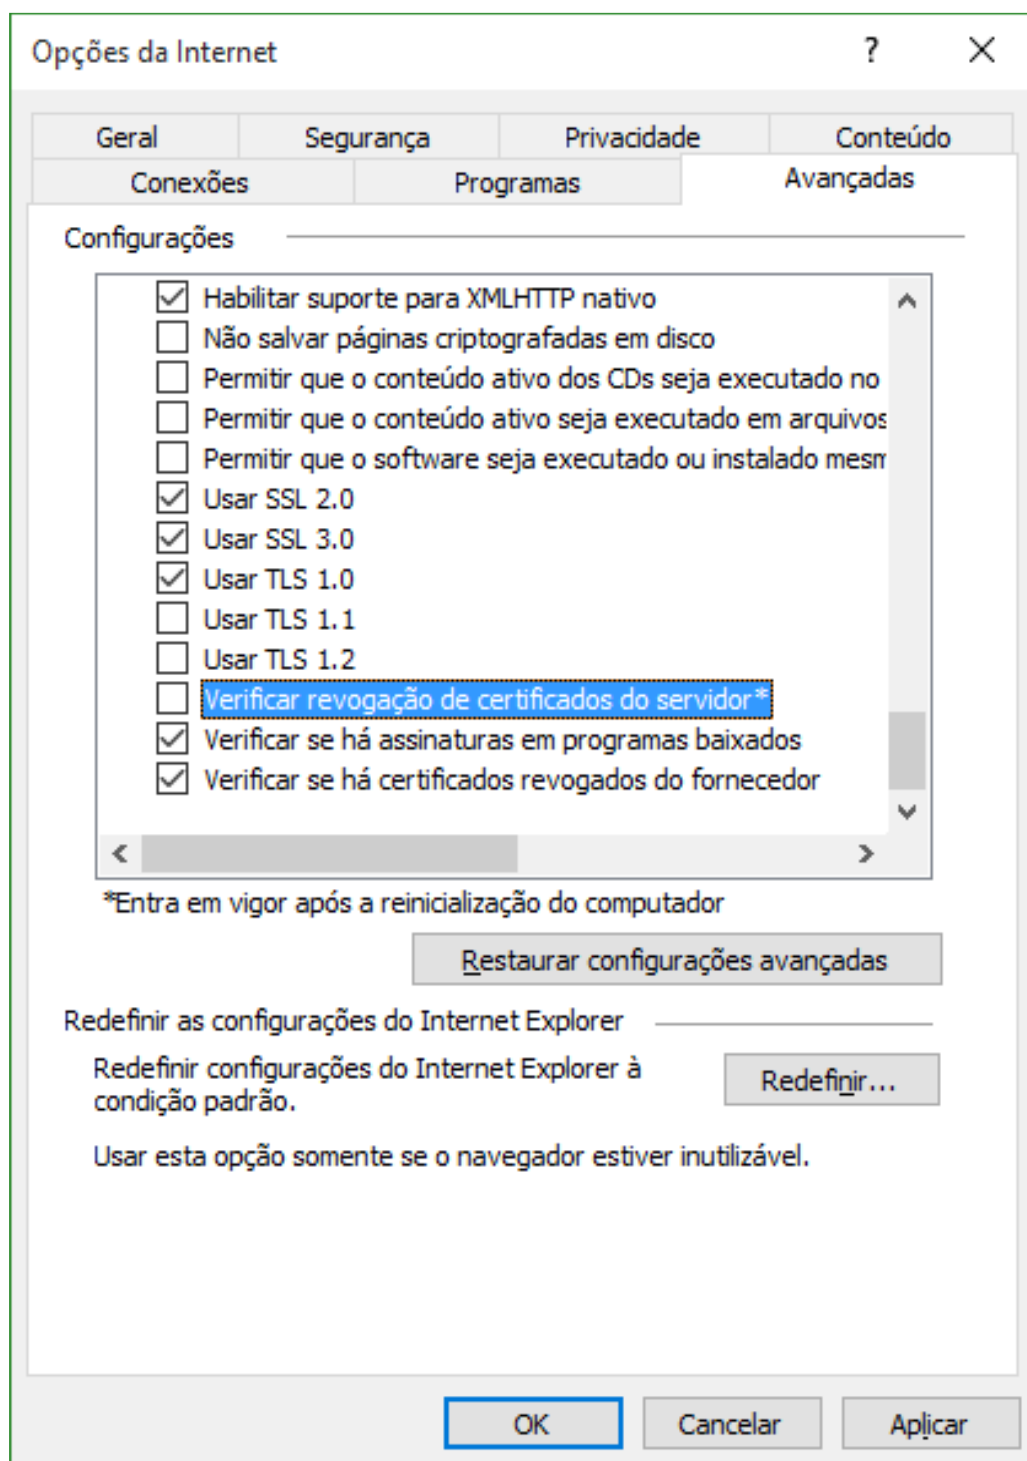 Opções da Internet ?
Geral Segurança Privacidade Conteúdo
Conexões Programas Avançadas
Configurações
Habilitar suporte para XMLHTTP nativo
Não salvar páginas criptografadas em disco
Permitir que o conteúdo ativo dos CDs seja executado no
Permitir que o conteúdo ativo seja executado em arquivos
Permitir que o software seja executado ou instalado mesm
Usar SSL 2.0
Usar SSL 3.0
Usar TLS 1.0
Usar TLS 1.1
Usar TLS 1.2
Verificar revogação de certificados do servidor*
Verificar se há assinaturas em programas baixados
Verificar se há certificados revogados do fornecedor
*Entra em vigor após a reinicialização do computador
Restaurar configurações avançadas
Redefinir as configurações do Internet Explorer
Redefinir configurações do Internet Explorer à
condição padrão.
Redefinir...
Usar esta opção somente se o navegador estiver inutilizável.
OK Cancelar Aplicar